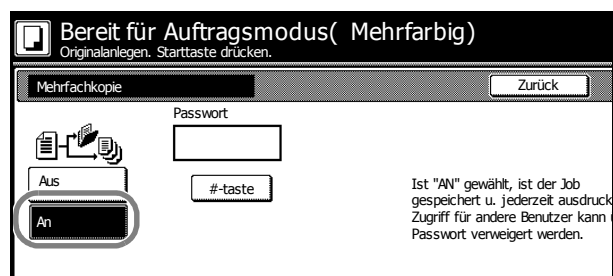 Bereit für Auftragsmodus( Mehrfarbig)
Originalanlegen. Starttaste drücken.
Mehrfachkopie
Zurück
Passwort
Aus
#-taste
An
Ist "AN" gewählt, ist der Job
gespeichert u. jederzeit ausdruck
Zugriff für andere Benutzer kann
Passwort verweigert werden.